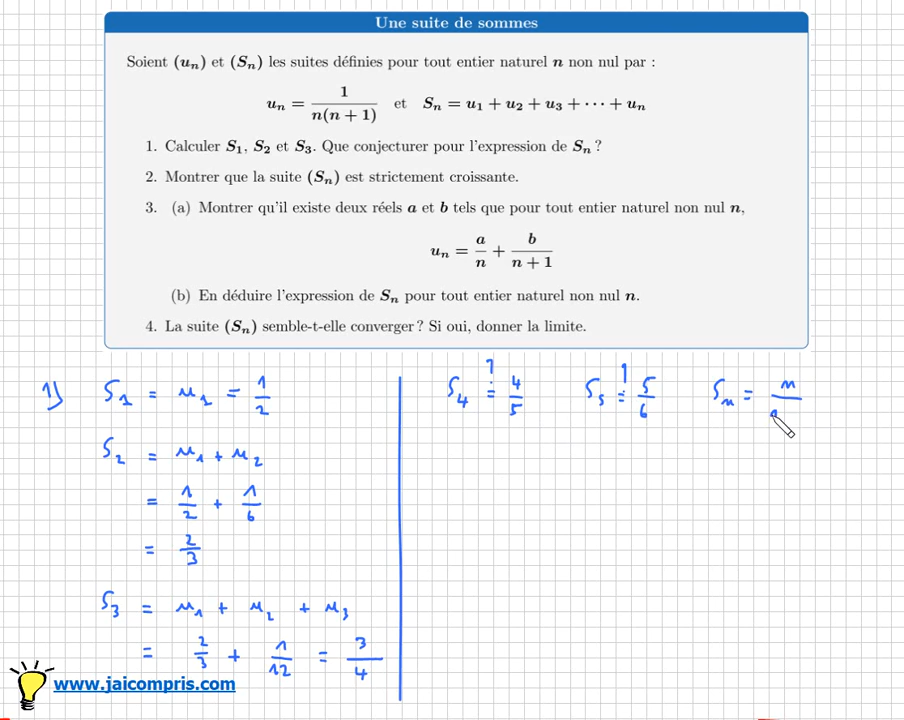 Une suite de sommes
Soient (uₙ) et (Sₙ) les suites définies pour tout entier naturel n non nul par :
uₙ = 1/(n(n + 1)) et Sₙ = u₁ + u₂ + u₃ + ··· + uₙ
1. Calculer S₁, S₂ et S₃. Que conjecturer pour l'expression de Sₙ ?
2. Montrer que la suite (Sₙ) est strictement croissante.
3. (a) Montrer qu'il existe deux réels a et b tels que pour tout entier naturel non nul n,
uₙ = a/n + b/(n + 1)
(b) En déduire l'expression de Sₙ pour tout entier naturel non nul n.
4. La suite (Sₙ) semble-t-elle converger ? Si oui, donner la limite.
1) S₁ = u₁ = 1/2
S₂ = u₁ + u₂
= 1/2 + 1/6
= 2/3
S₃ = u₁ + u₂ + u₃
= 2/3 + 1/12 = 3/4
S₄ =? 4/5 S₅ =? 5/6 Sₙ = n/
www.jaicompris.com